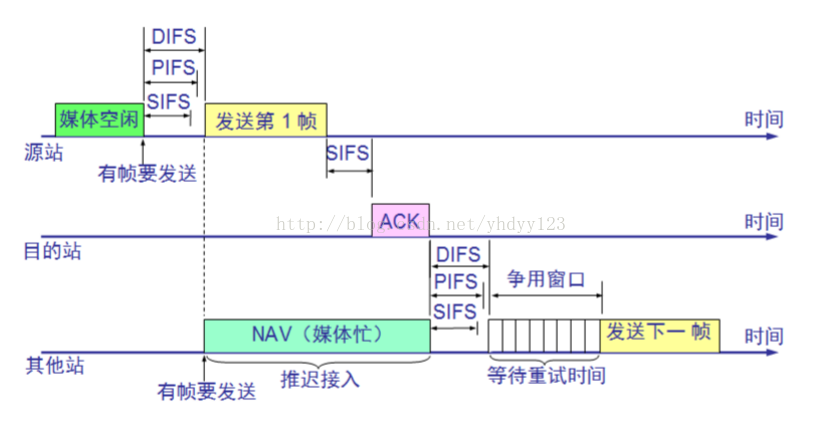 DIFS
PIFS
SIFS
媒体空闲
发送第 1 帧
时间
源站
有帧要发送
SIFS
http://blog.csdn.net/yhdyy123
ACK
时间
目的站
DIFS
PIFS
SIFS
争用窗口
NAV（媒体忙）
发送下一 帧
时间
其他站
有帧要发送
推迟接入
等待重试时间